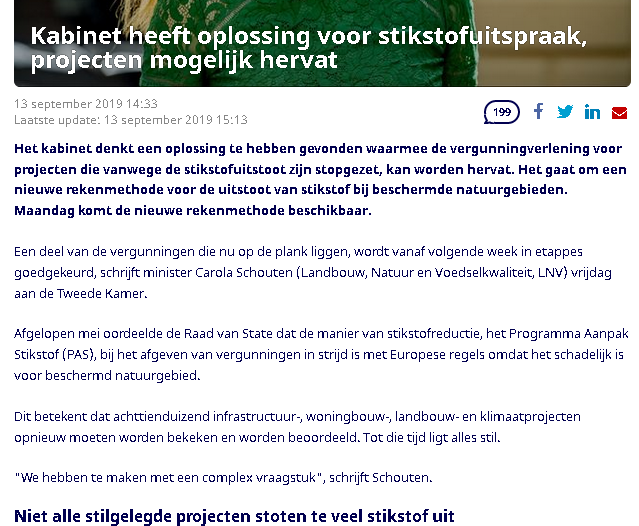 Kabinet heeft oplossing voor stikstofuitspraak,
projecten mogelijk hervat
13 september 2019 14:33
Laatste update: 13 september 2019 15:13
199
Het kabinet denkt een oplossing te hebben gevonden waarmee de vergunningverlening voor
projecten die vanwege de stikstofuitstoot zijn stopgezet, kan worden hervat. Het gaat om een
nieuwe rekenmethode voor de uitstoot van stikstof bij beschermde natuurgebieden.
Maandag komt de nieuwe rekenmethode beschikbaar.
Een deel van de vergunningen die nu op de plank liggen, wordt vanaf volgende week in etappes
goedgekeurd, schrijft minister Carola Schouten (Landbouw, Natuur en Voedselkwaliteit, LNV) vrijdag
aan de Tweede Kamer.
Afgelopen mei oordeelde de Raad van State dat de manier van stikstofreductie, het Programma Aanpak
Stikstof (PAS), bij het afgeven van vergunningen in strijd is met Europese regels omdat het schadelijk is
voor beschermd natuurgebied.
Dit betekent dat achttienduizend infrastructuur-, woningbouw-, landbouw- en klimaatprojecten
opnieuw moeten worden bekeken en worden beoordeeld. Tot die tijd ligt alles stil.
"We hebben te maken met een complex vraagstuk", schrijft Schouten.
Niet alle stilgelegde projecten stoten te veel stikstof uit